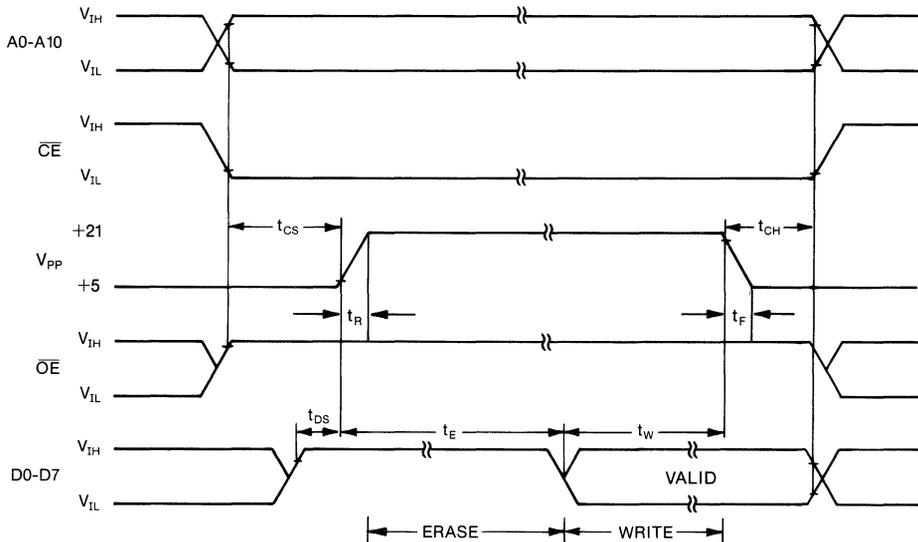 A0-A10
V_IH
V_IL
CE
V_IH
V_IL
t_CS
t_CH
V_PP
+21
+5
t_R
t_F
OE
V_IH
V_IL
t_DS
t_E
t_W
D0-D7
V_IH
V_IL
VALID
ERASE
WRITE